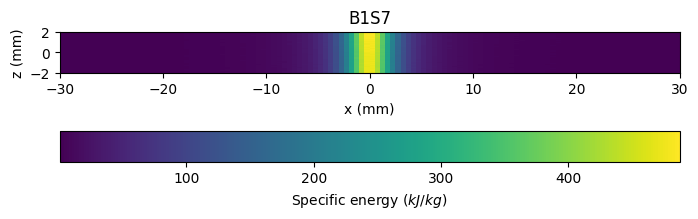 B1S7
z (mm)
2
0
−2
−30 −20 −10 0 10 20 30
x (mm)
100 200 300 400
Specific energy (kJ/kg)